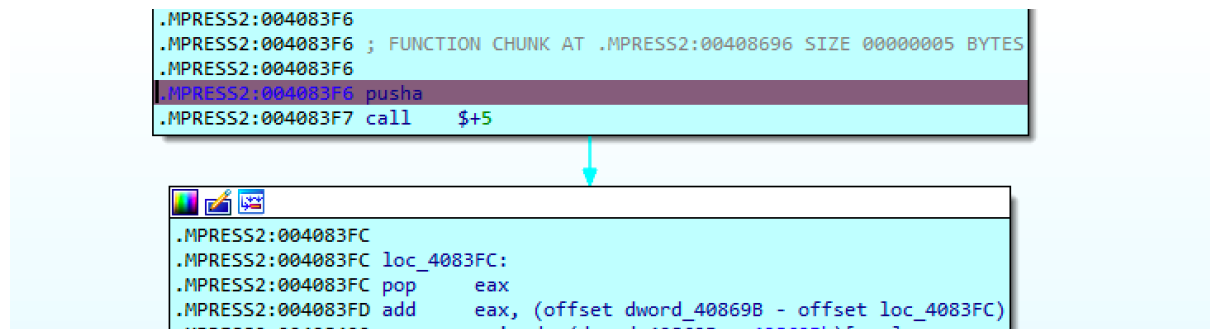 .MPRESS2:004083F6
.MPRESS2:004083F6 ; FUNCTION CHUNK AT .MPRESS2:00408696 SIZE 00000005 BYTES
.MPRESS2:004083F6
.MPRESS2:004083F6 pusha
.MPRESS2:004083F7 call    $+5
.MPRESS2:004083FC
.MPRESS2:004083FC loc_4083FC:
.MPRESS2:004083FC pop     eax
.MPRESS2:004083FD add     eax, (offset dword_40869B - offset loc_4083FC)